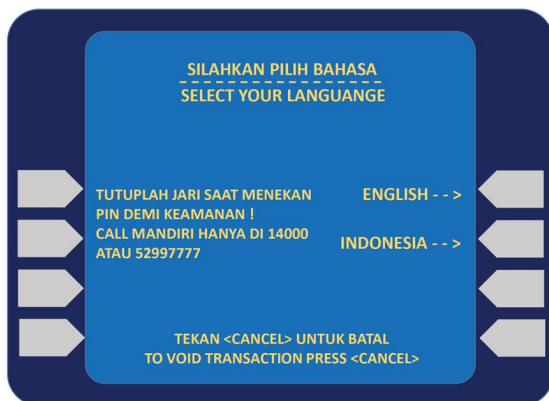 SILAHKAN PILIH BAHASA
SELECT YOUR LANGUANGE
TUTUPLAH JARI SAAT MENEKAN
PIN DEMI KEAMANAN !
CALL MANDIRI HANYA DI 14000
ATAU 52997777
ENGLISH - - >
INDONESIA - - >
TEKAN <CANCEL> UNTUK BATAL
TO VOID TRANSACTION PRESS <CANCEL>